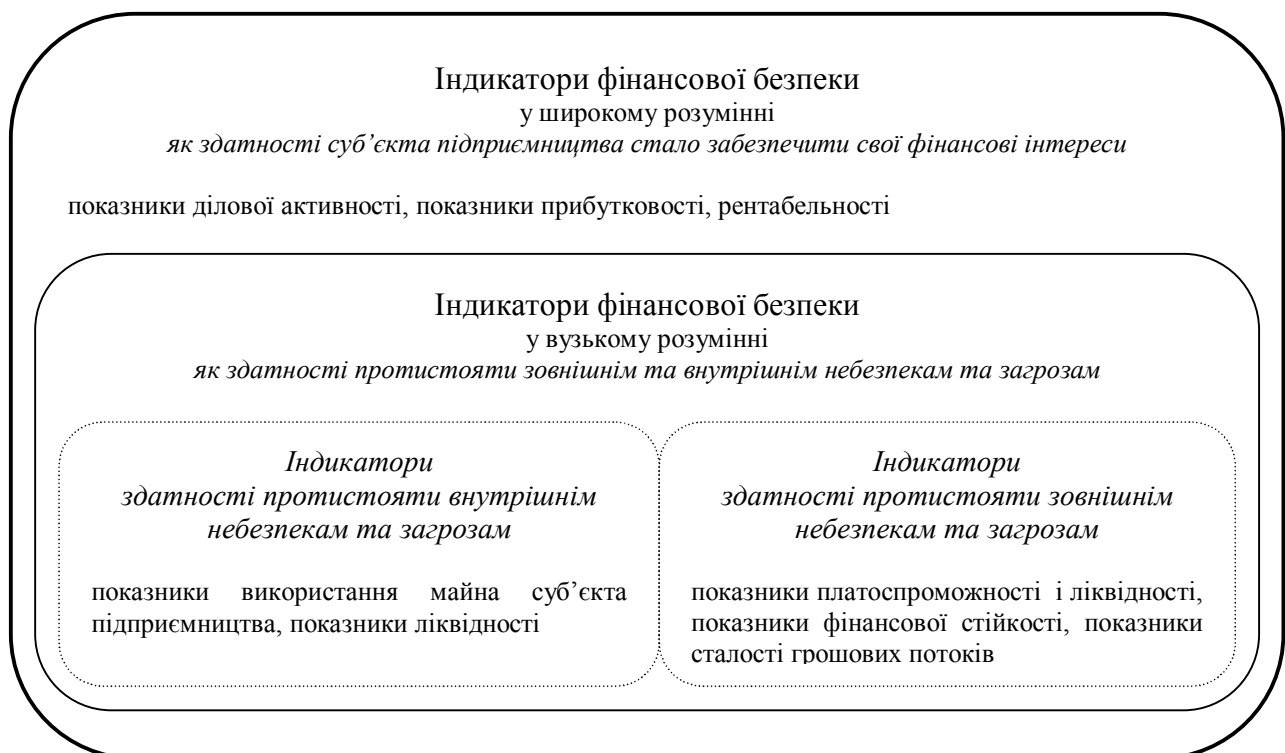 Індикатори фінансової безпеки
у широкому розумінні
як здатності суб’єкта підприємництва стало забезпечити свої фінансові інтереси
показники ділової активності, показники прибутковості, рентабельності
Індикатори фінансової безпеки
у вузькому розумінні
як здатності протистояти зовнішнім та внутрішнім небезпекам та загрозам
Індикатори
здатності протистояти внутрішнім
небезпекам та загрозам
показники використання майна суб’єкта
підприємництва, показники ліквідності
Індикатори
здатності протистояти зовнішнім
небезпекам та загрозам
показники платоспроможності і ліквідності,
показники фінансової стійкості, показники
сталості грошових потоків